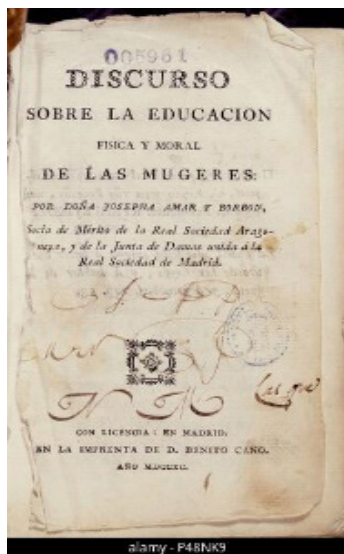 005961
DISCURSO
SOBRE LA EDUCACION
FISICA Y MORAL
DE LAS MUGERES:
POR DOÑA JOSEPHA AMAR Y BORBON,
Socia de Mérito de la Real Sociedad Arago-
nesa, y de la Junta de Damas unida á la
Real Sociedad de Madrid.
CON LICENCIA: EN MADRID:
EN LA IMPRENTA DE D. BENITO CANO.
AÑO MDCCXC.
alamy - P48NK9